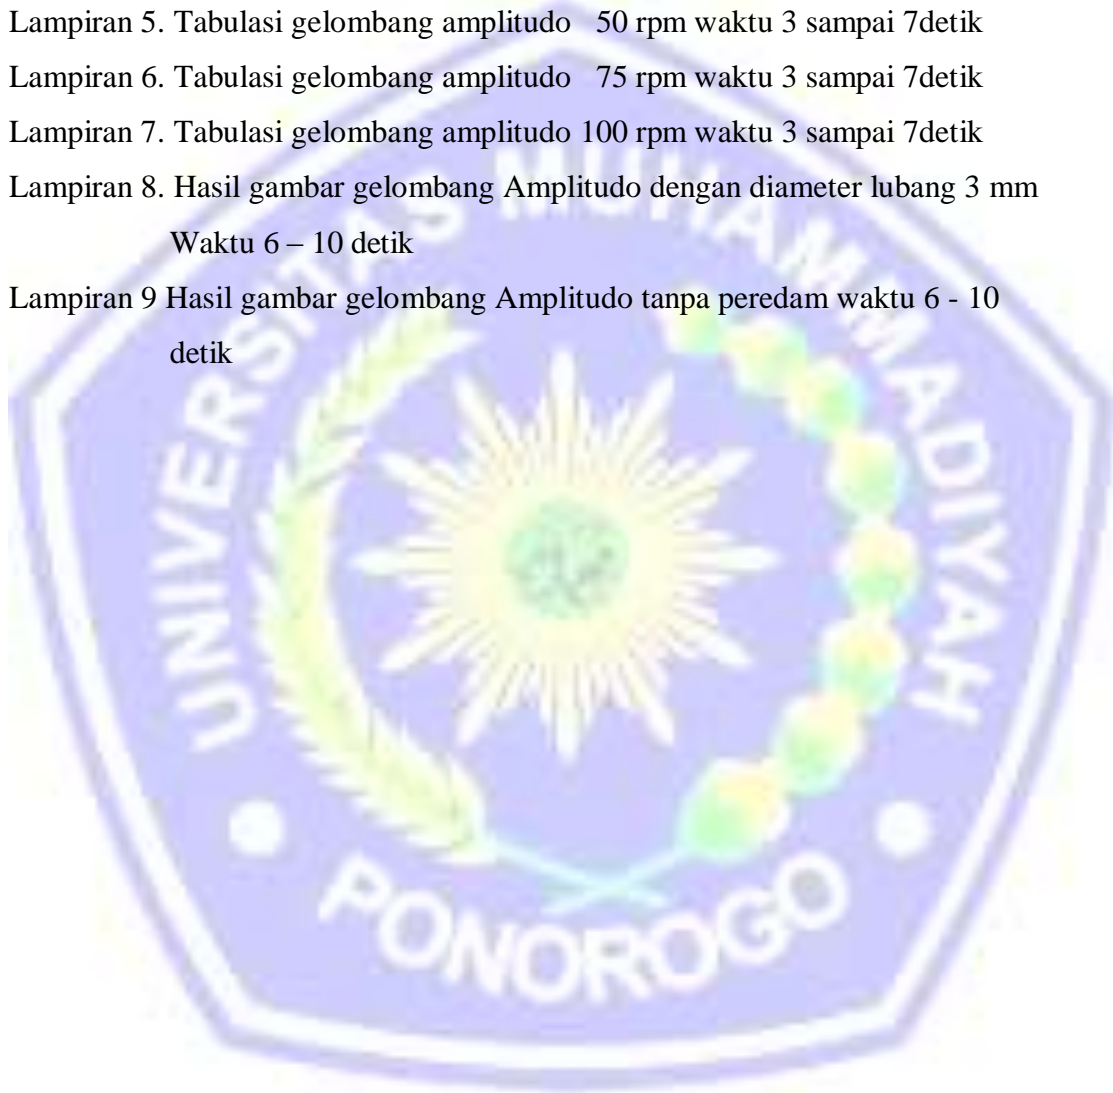 Lampiran 5. Tabulasi gelombang amplitudo   50 rpm waktu 3 sampai 7detik
Lampiran 6. Tabulasi gelombang amplitudo   75 rpm waktu 3 sampai 7detik
Lampiran 7. Tabulasi gelombang amplitudo 100 rpm waktu 3 sampai 7detik
Lampiran 8. Hasil gambar gelombang Amplitudo dengan diameter lubang 3 mm
Waktu 6 – 10 detik
Lampiran 9 Hasil gambar gelombang Amplitudo tanpa peredam waktu 6 - 10
detik
UNIVERSITAS MUHAMMADIYAH
PONOROGO